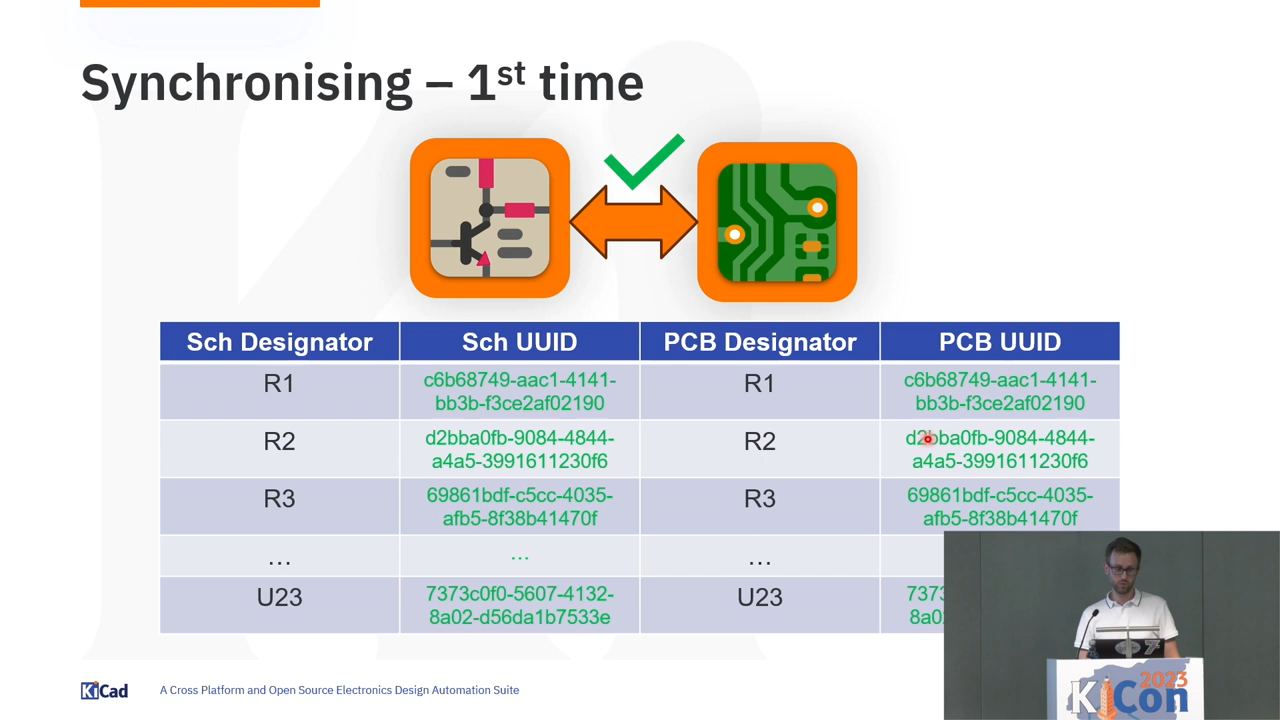 Synchronising – 1st time
Sch Designator
Sch UUID
PCB Designator
PCB UUID
R1
c6b68749-aac1-4141-
bb3b-f3ce2af02190
R1
c6b68749-aac1-4141-
bb3b-f3ce2af02190
R2
d2bba0fb-9084-4844-
a4a5-3991611230f6
R2
d2bba0fb-9084-4844-
a4a5-3991611230f6
R3
69861bdf-c5cc-4035-
afb5-8f38b41470f
R3
69861bdf-c5cc-4035-
afb5-8f38b41470f
…
…
…
U23
7373c0f0-5607-4132-
8a02-d56da1b7533e
U23
7373
8a02
KiCad
A Cross Platform and Open Source Electronics Design Automation Suite
2023
KiCon